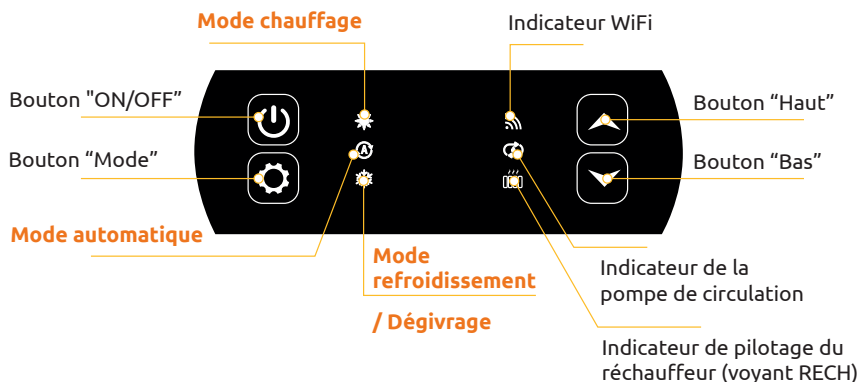 Mode chauffage
Indicateur WiFi
Bouton "ON/OFF”
Bouton “Haut”
Bouton “Mode”
A
Bouton “Bas”
Mode automatique
Mode
refroidissement
/ Dégivrage
Indicateur de la
pompe de circulation
Indicateur de pilotage du
réchauffeur (voyant RECH)